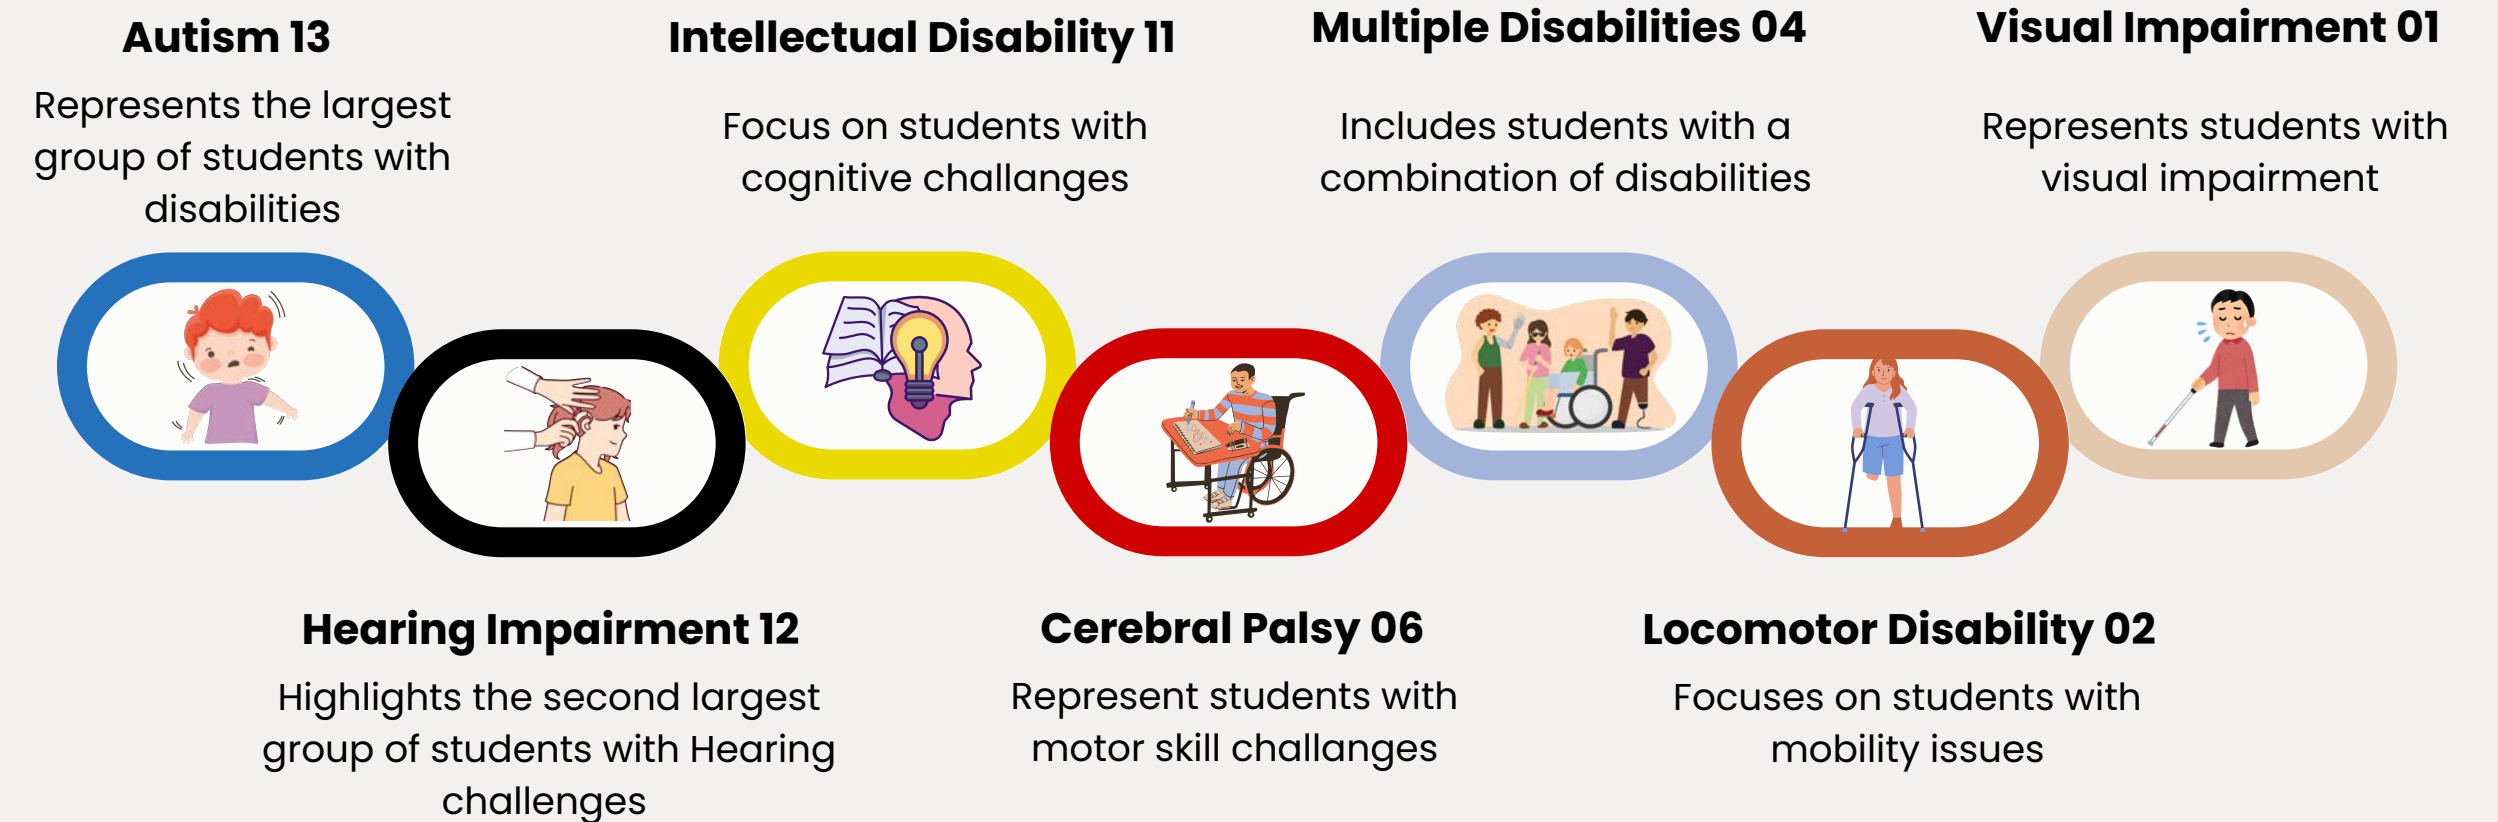 Autism 13
Represents the largest
group of students with
disabilities
Hearing Impairment 12
Highlights the second largest
group of students with Hearing
challenges
Intellectual Disability 11
Focus on students with
cognitive challanges
Cerebral Palsy 06
Represent students with
motor skill challanges
Multiple Disabilities 04
Includes students with a
combination of disabilities
Locomotor Disability 02
Focuses on students with
mobility issues
Visual Impairment 01
Represents students with
visual impairment